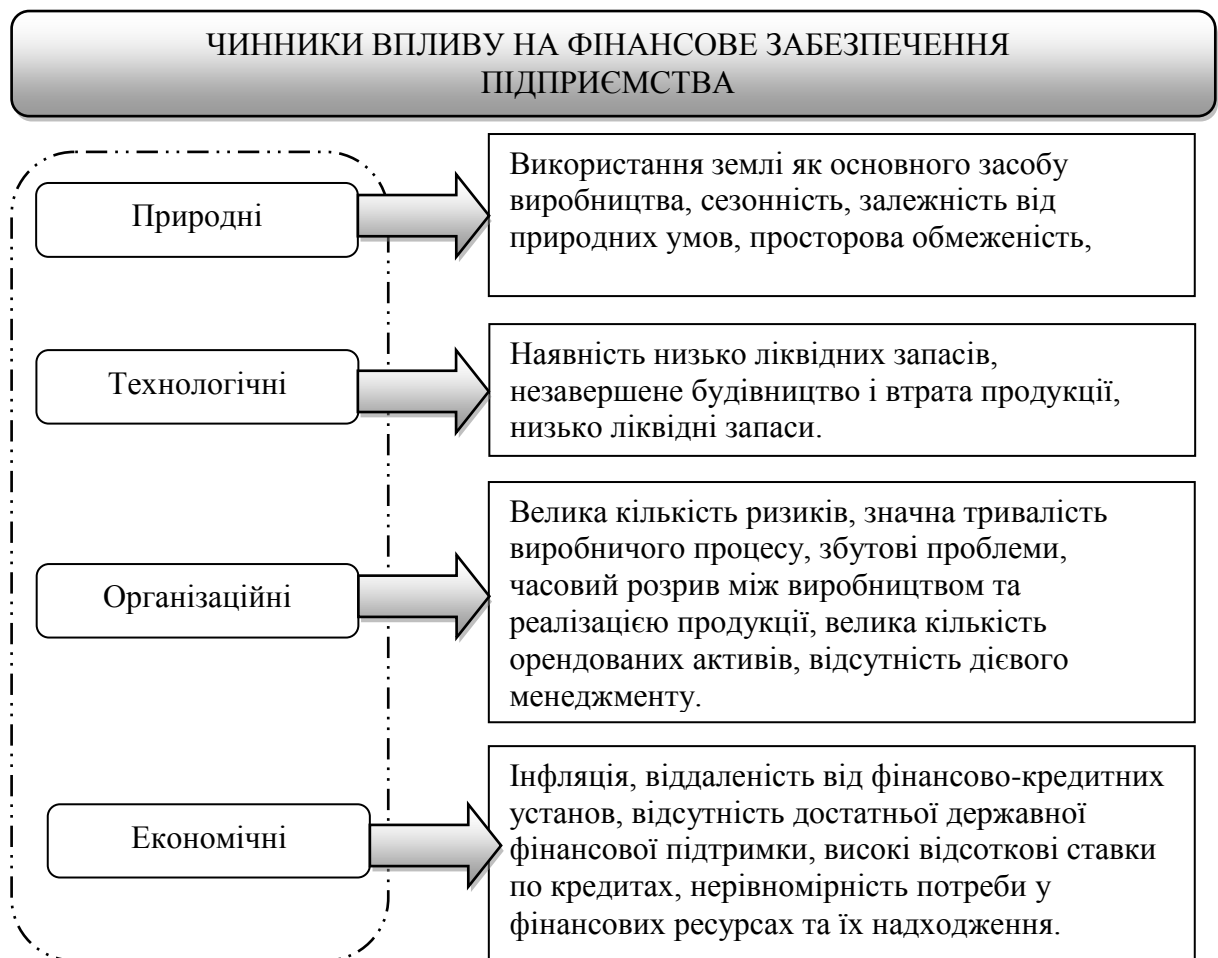 ЧИННИКИ ВПЛИВУ НА ФІНАНСОВЕ ЗАБЕЗПЕЧЕННЯ
ПІДПРИЄМСТВА
Природні
Використання землі як основного засобу
виробництва, сезонність, залежність від
природних умов, просторова обмеженість,
Технологічні
Наявність низько ліквідних запасів,
незавершене будівництво і втрата продукції,
низько ліквідні запаси.
Організаційні
Велика кількість ризиків, значна тривалість
виробничого процесу, збутові проблеми,
часовий розрив між виробництвом та
реалізацією продукції, велика кількість
орендованих активів, відсутність дієвого
менеджменту.
Економічні
Інфляція, віддаленість від фінансово-кредитних
установ, відсутність достатньої державної
фінансової підтримки, високі відсоткові ставки
по кредитах, нерівномірність потреби у
фінансових ресурсах та їх надходження.